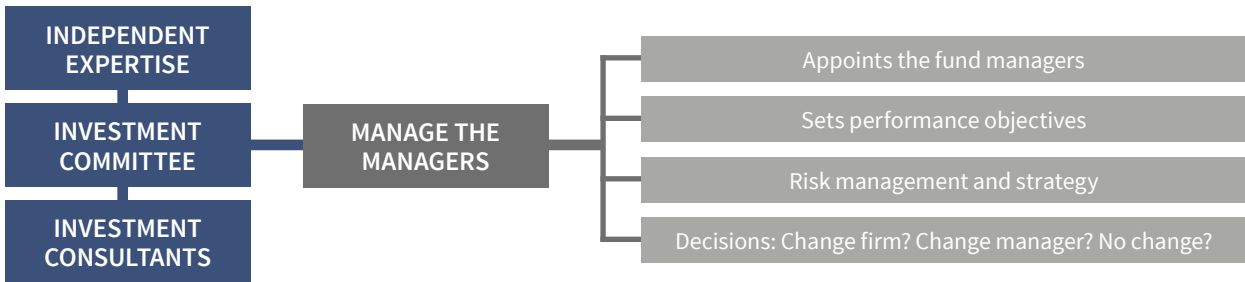 INDEPENDENT
EXPERTISE
INVESTMENT
COMMITTEE
INVESTMENT
CONSULTANTS
MANAGE THE
MANAGERS
Appoints the fund managers
Sets performance objectives
Risk management and strategy
Decisions: Change firm? Change manager? No change?